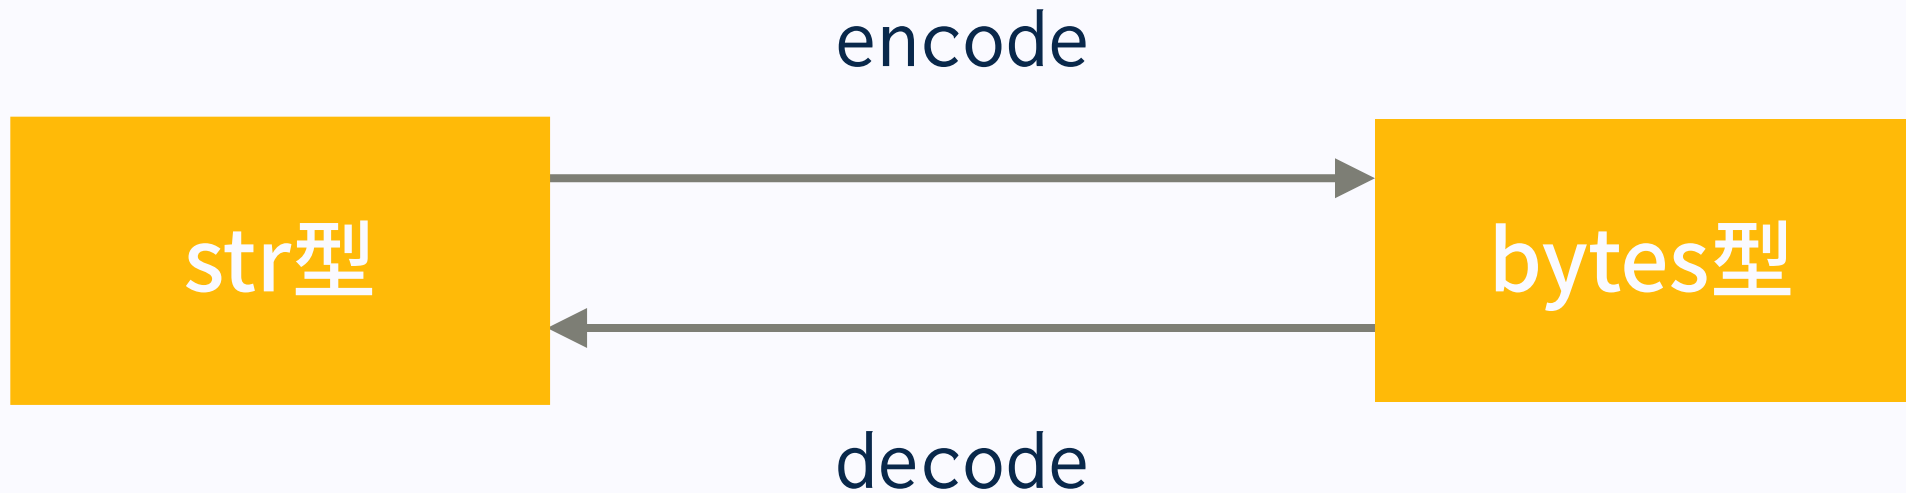 encode
str型
bytes型
decode